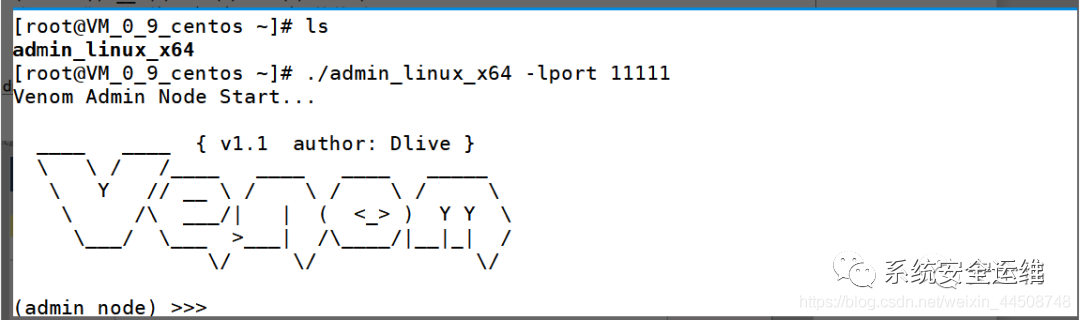 [root@VM_0_9_centos ~]# ls
admin_linux_x64
[root@VM_0_9_centos ~]# ./admin_linux_x64 -lport 11111
Venom Admin Node Start...
{ v1.1 author: Dlive }
Venom
(admin node) >>>
系统安全运维
https://blog.csdn.net/weixin_44508748